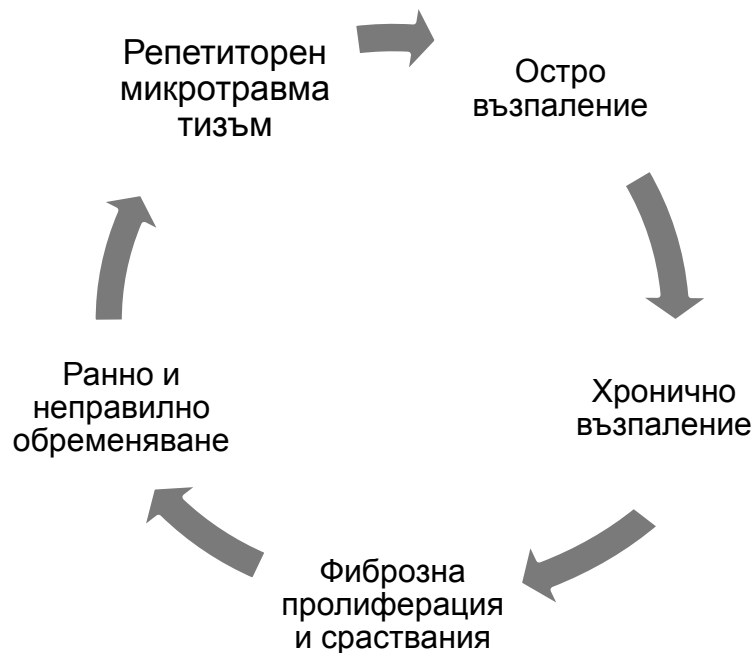 Репетиторен
микротравма
тизъм
Остро
възпаление
Хронично
възпаление
Фиброзна
пролиферация
и сраствания
Ранно и
неправилно
обременяване